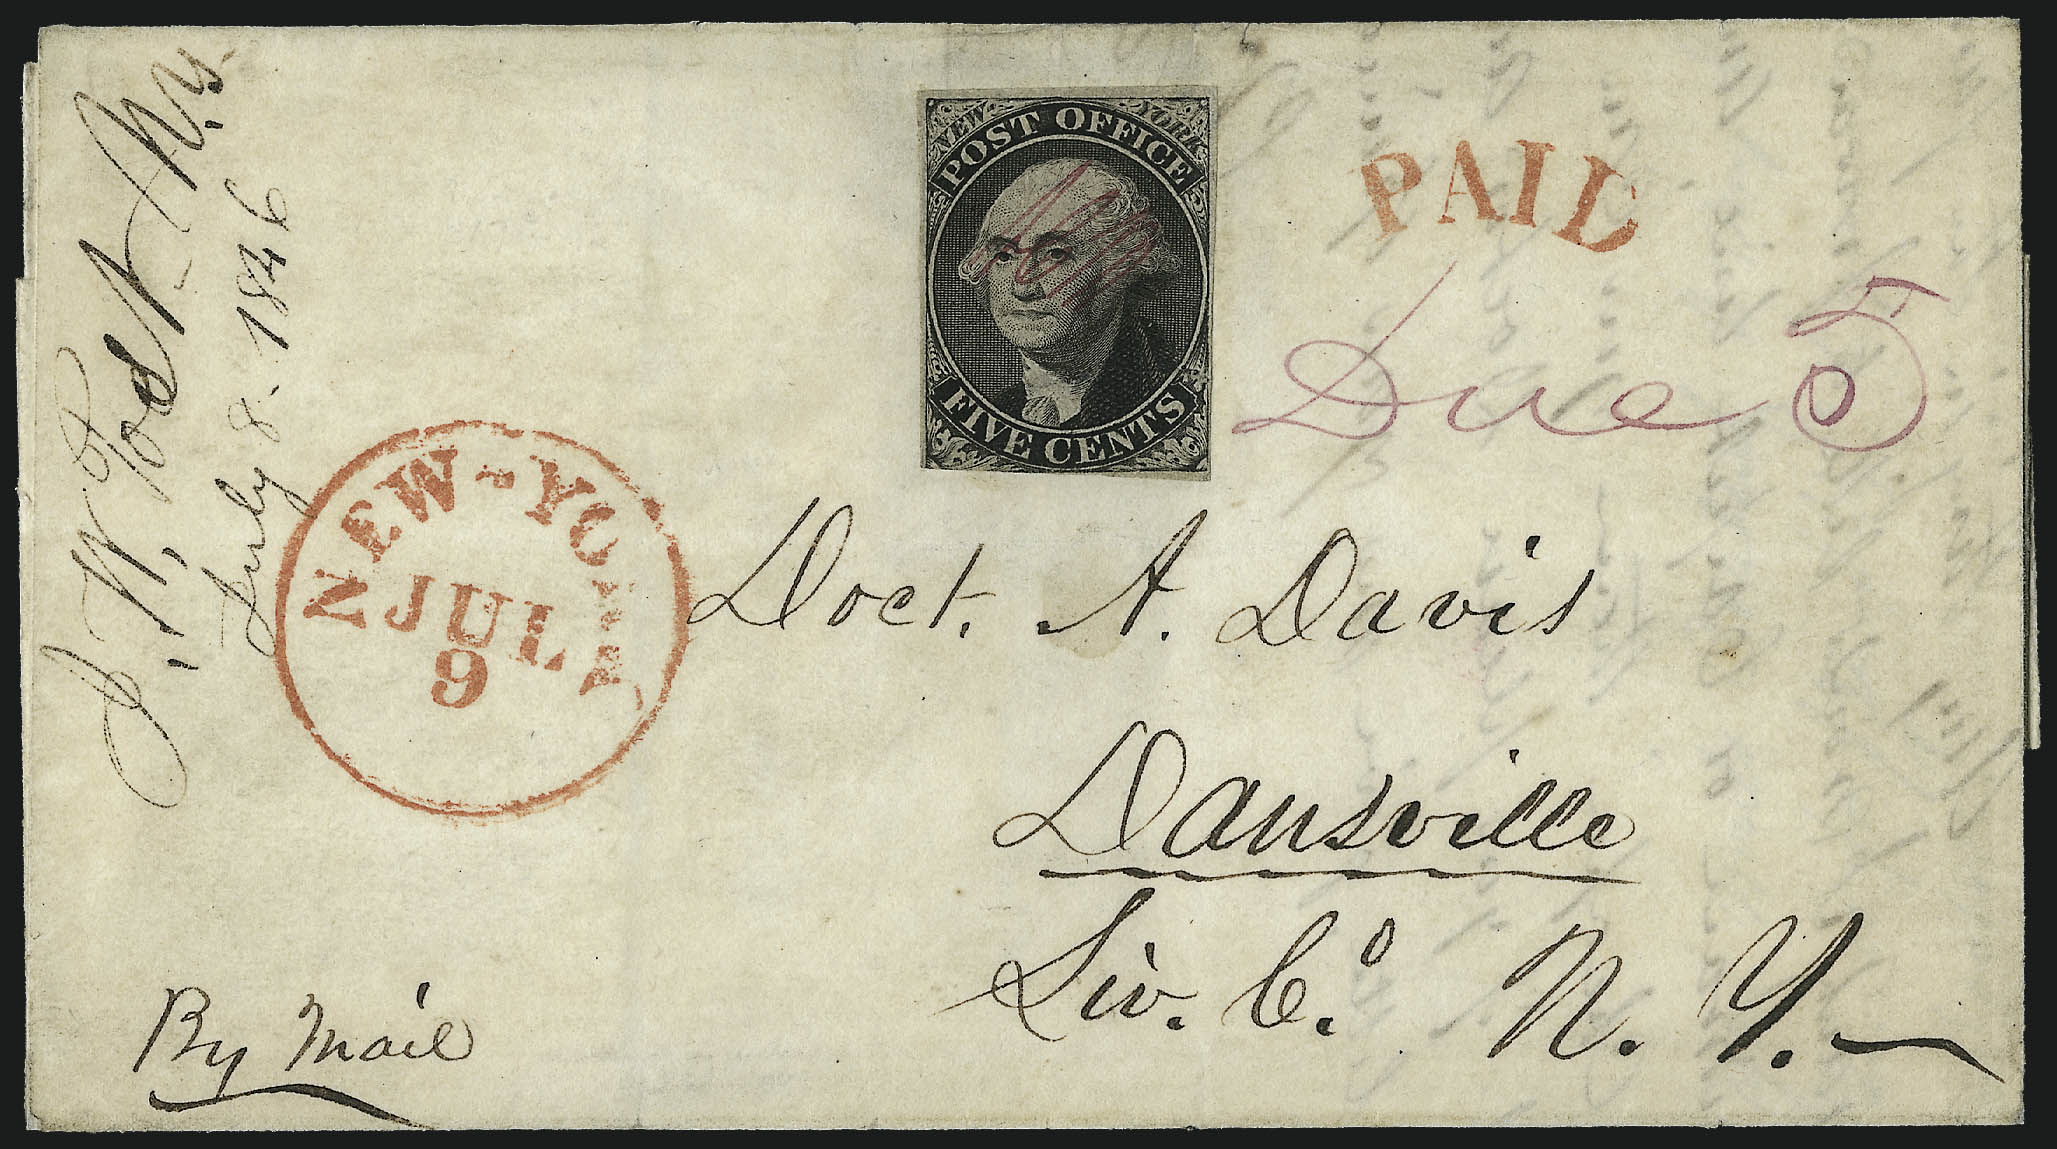 NEW YORK
POST OFFICE
FIVE CENTS
PAID
Due 5
July 8. 1846
NEW-YORK
JUL
9
Doct. A. Davis
Dansville
Liv. Co. N. Y.
By Mail